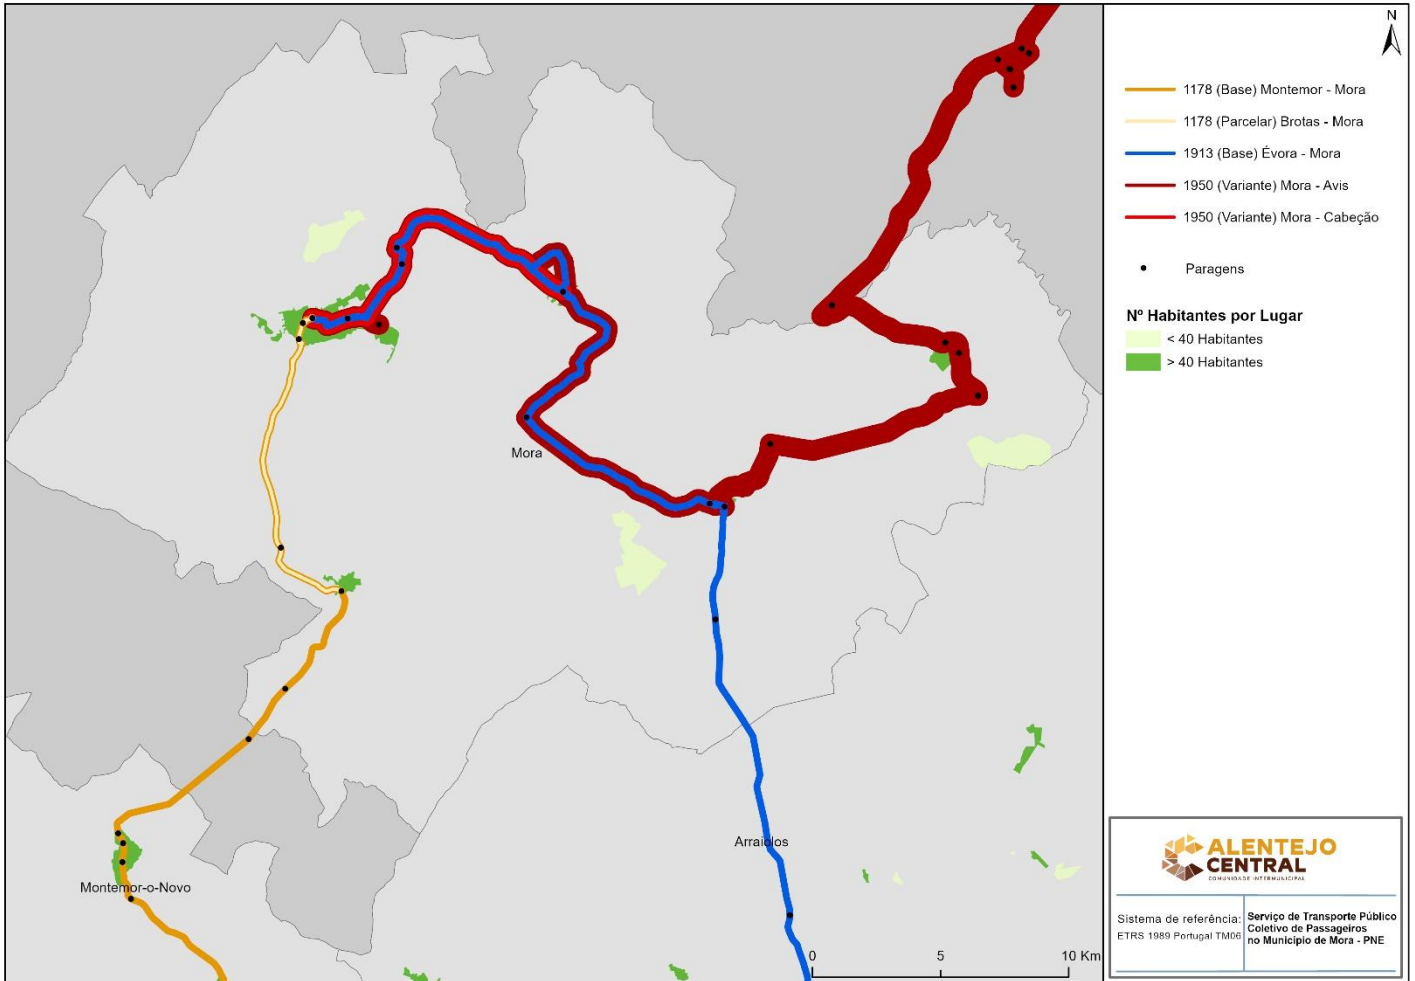 N
1178 (Base) Montemor - Mora
1178 (Parcelar) Brotas - Mora
1913 (Base) Évora - Mora
1950 (Variante) Mora - Avis
1950 (Variante) Mora - Cabeção
Paragens
Nº Habitantes por Lugar
< 40 Habitantes
> 40 Habitantes
Mora
Arraiolos
Montemor-o-Novo
0 5 10 Km
ALENTEJO
CENTRAL
COMUNIDADE INTERMUNICIPAL
Sistema de referência:
ETRS 1989 Portugal TM06
Serviço de Transporte Público
Coletivo de Passageiros
no Município de Mora - PNE